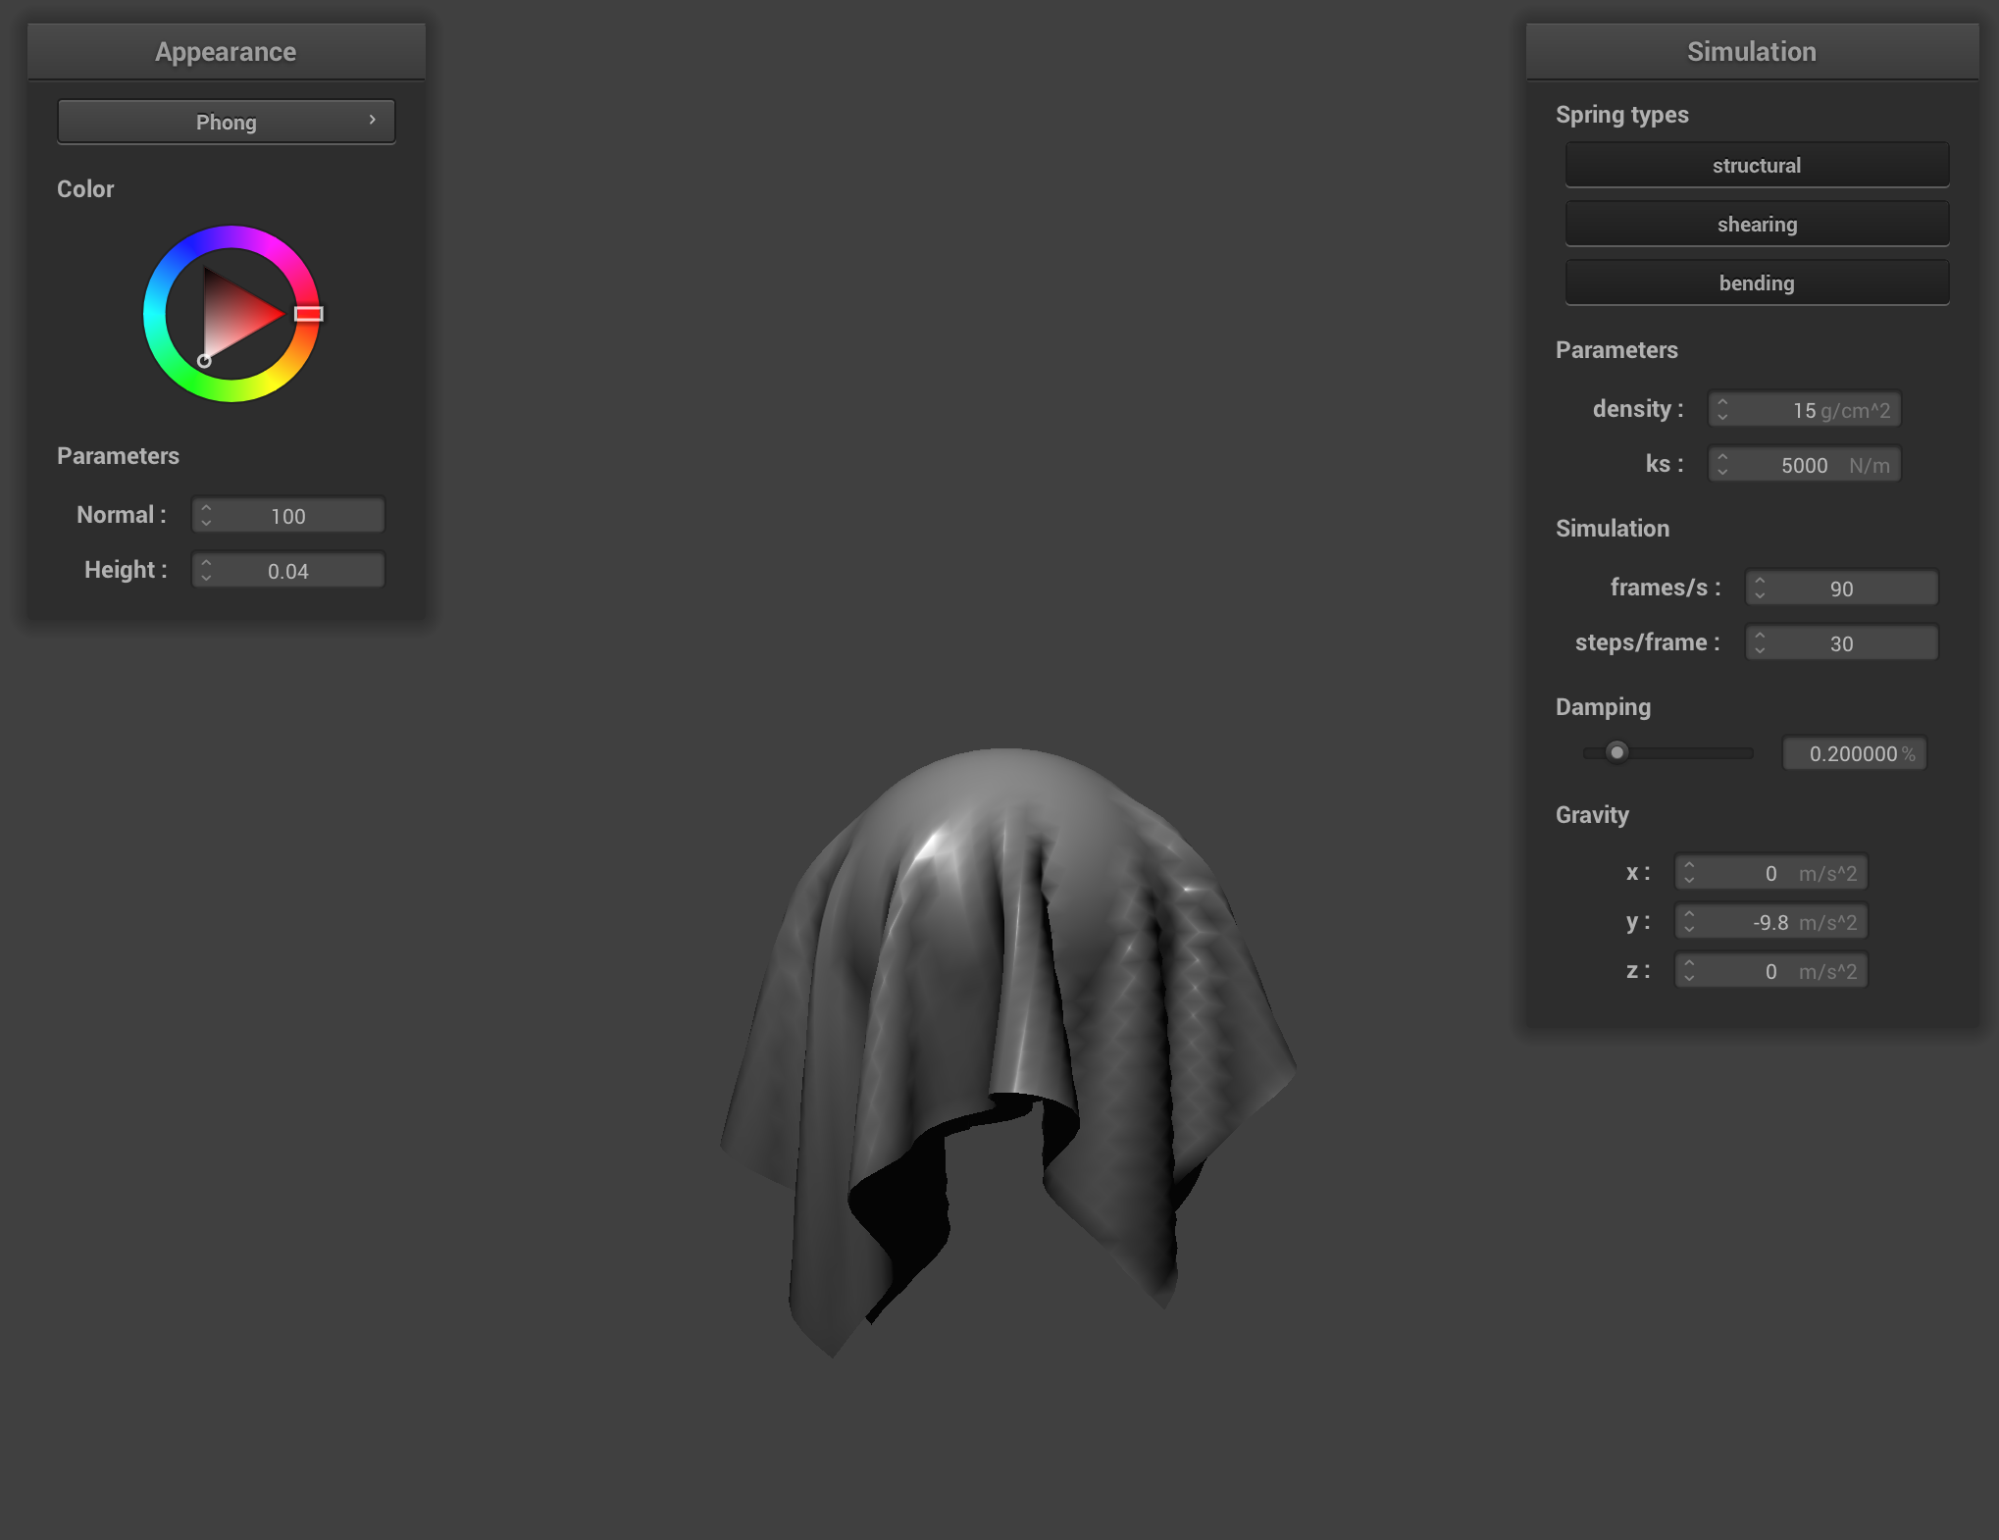 Appearance
Phong ›
Color
Parameters
Normal : 100
Height : 0.04
Simulation
Spring types
structural
shearing
bending
Parameters
density : 15 g/cm^2
ks : 5000 N/m
Simulation
frames/s : 90
steps/frame : 30
Damping
0.200000 %
Gravity
x : 0 m/s^2
y : -9.8 m/s^2
z : 0 m/s^2